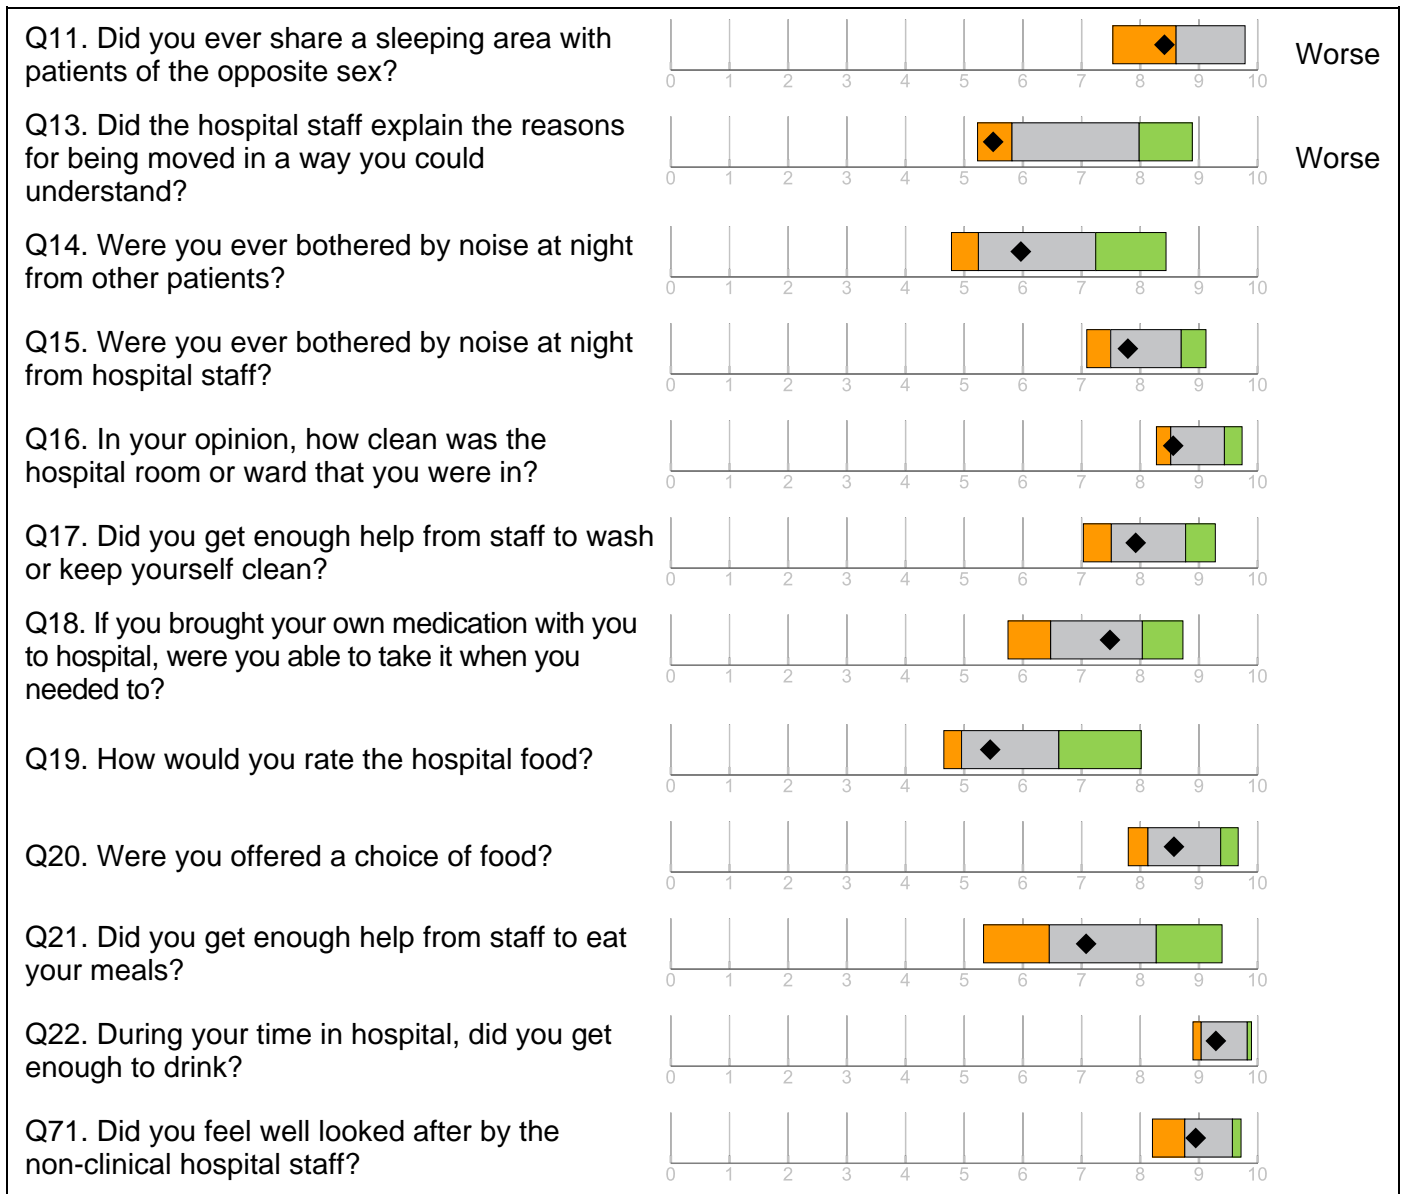 Q11. Did you ever share a sleeping area with
patients of the opposite sex?
0 1 2 3 4 5 6 7 8 9 10
Worse
Q13. Did the hospital staff explain the reasons
for being moved in a way you could
understand?
0 1 2 3 4 5 6 7 8 9 10
Worse
Q14. Were you ever bothered by noise at night
from other patients?
0 1 2 3 4 5 6 7 8 9 10
Q15. Were you ever bothered by noise at night
from hospital staff?
0 1 2 3 4 5 6 7 8 9 10
Q16. In your opinion, how clean was the
hospital room or ward that you were in?
0 1 2 3 4 5 6 7 8 9 10
Q17. Did you get enough help from staff to wash
or keep yourself clean?
0 1 2 3 4 5 6 7 8 9 10
Q18. If you brought your own medication with you
to hospital, were you able to take it when you
needed to?
0 1 2 3 4 5 6 7 8 9 10
Q19. How would you rate the hospital food?
0 1 2 3 4 5 6 7 8 9 10
Q20. Were you offered a choice of food?
0 1 2 3 4 5 6 7 8 9 10
Q21. Did you get enough help from staff to eat
your meals?
0 1 2 3 4 5 6 7 8 9 10
Q22. During your time in hospital, did you get
enough to drink?
0 1 2 3 4 5 6 7 8 9 10
Q71. Did you feel well looked after by the
non-clinical hospital staff?
0 1 2 3 4 5 6 7 8 9 10